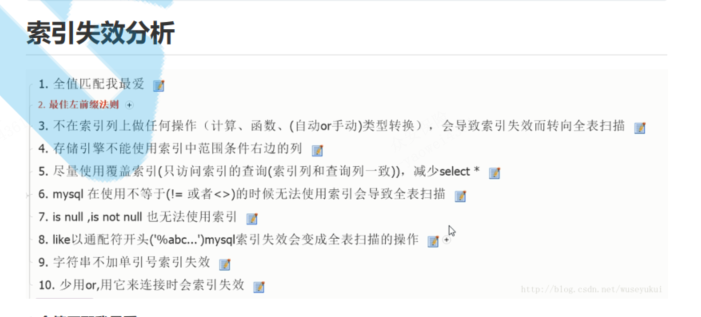 索引失效分析
1. 全值匹配我最爱
2. 最佳左前缀法则
3. 不在索引列上做任何操作（计算、函数、(自动or手动)类型转换），会导致索引失效而转向全表扫描
4. 存储引擎不能使用索引中范围条件右边的列
5. 尽量使用覆盖索引(只访问索引的查询(索引列和查询列一致))，减少select *
6. mysql 在使用不等于(!= 或者<>)的时候无法使用索引会导致全表扫描
7. is null ,is not null 也无法使用索引
8. like以通配符开头('%abc...')mysql索引失效会变成全表扫描的操作
9. 字符串不加单引号索引失效
10. 少用or,用它来连接时会索引失效
http://blog.csdn.net/wuseyukui